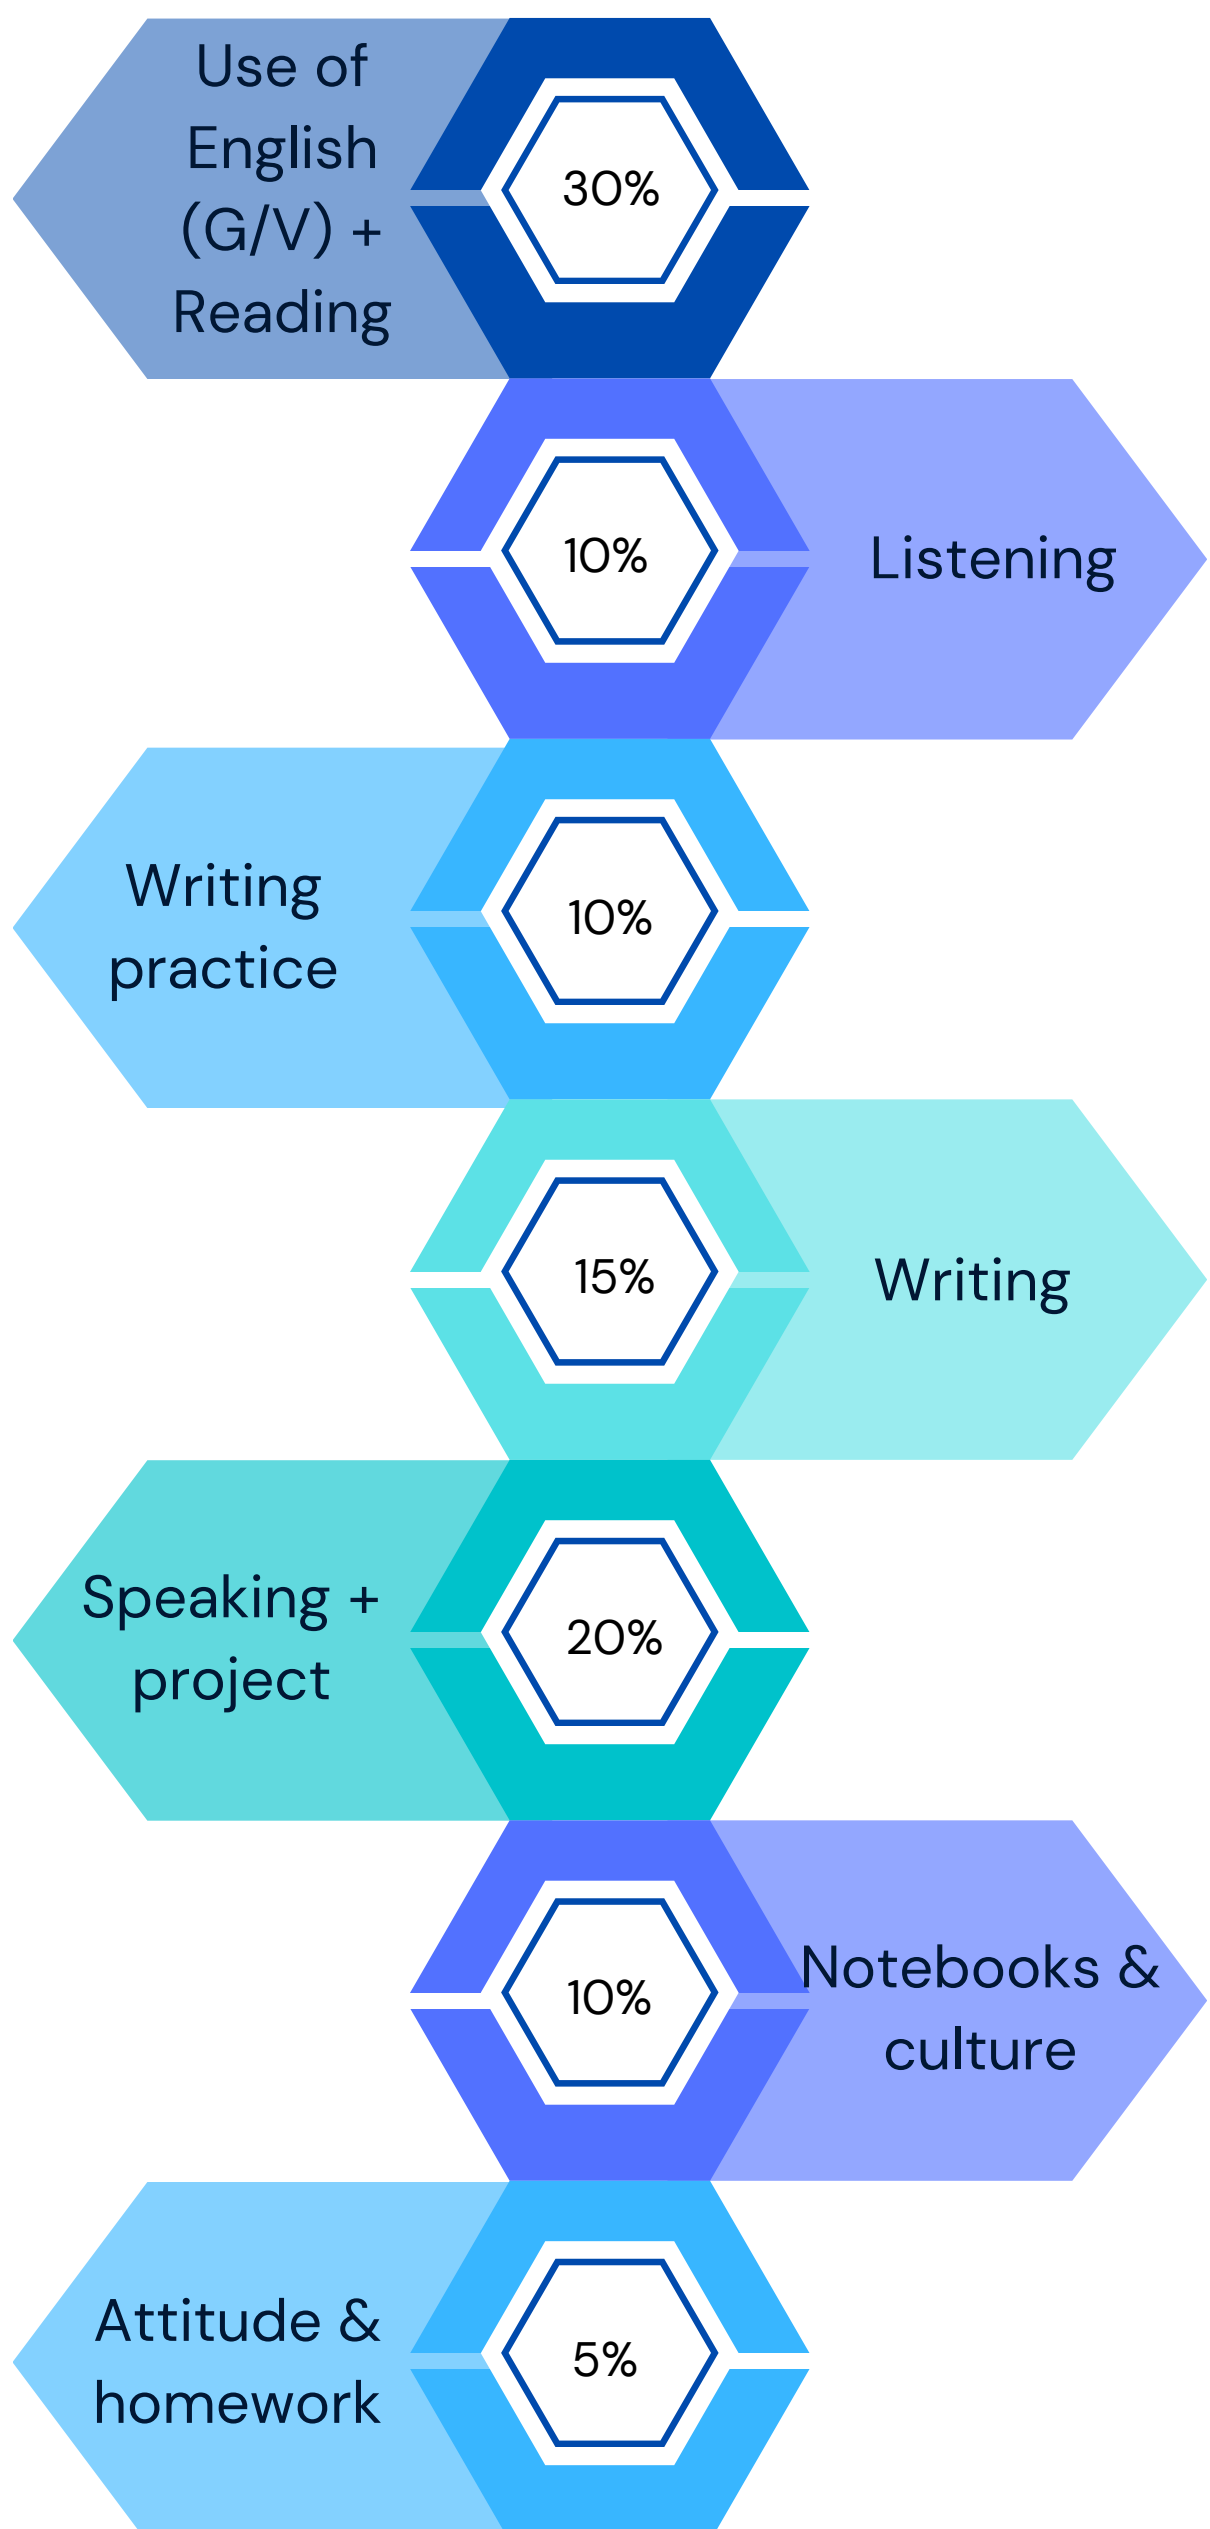 Use of
English
(G/V) +
Reading
30%
10%
Listening
Writing
practice
10%
15%
Writing
Speaking +
project
20%
10%
Notebooks &
culture
Attitude &
homework
5%